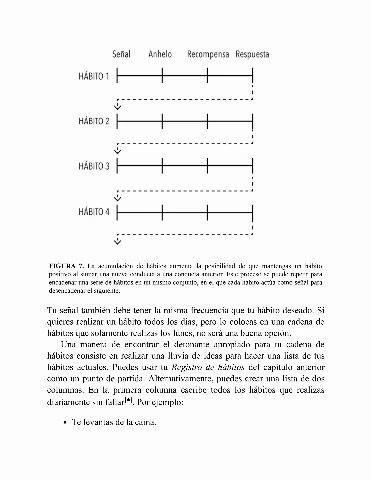 Señal Anhelo Recompensa Respuesta
HÁBITO 1
HÁBITO 2
HÁBITO 3
HÁBITO 4
FIGURA 7. La acumulación de hábitos aumenta la posibilidad de que mantengas un hábito
positivo al sumar una nueva conducta a una conducta anterior. Este proceso se puede repetir para
encadenar una serie de hábitos en un mismo conjunto, en el que cada hábito actúa como señal para
desencadenar el siguiente.
Tu señal también debe tener la misma frecuencia que tu hábito deseado. Si
quieres realizar un hábito todos los días, pero lo colocas en una cadena de
hábitos que solamente realizas los lunes, no será una buena opción.
Una manera de encontrar el detonante apropiado para tu cadena de
hábitos consiste en realizar una lluvia de ideas para hacer una lista de tus
hábitos actuales. Puedes usar tu Registro de hábitos del capítulo anterior
como un punto de partida. Alternativamente, puedes crear una lista de dos
columnas. En la primera columna escribe todos los hábitos que realizas
diariamente sin fallar[*]. Por ejemplo:
• Te levantas de la cama.